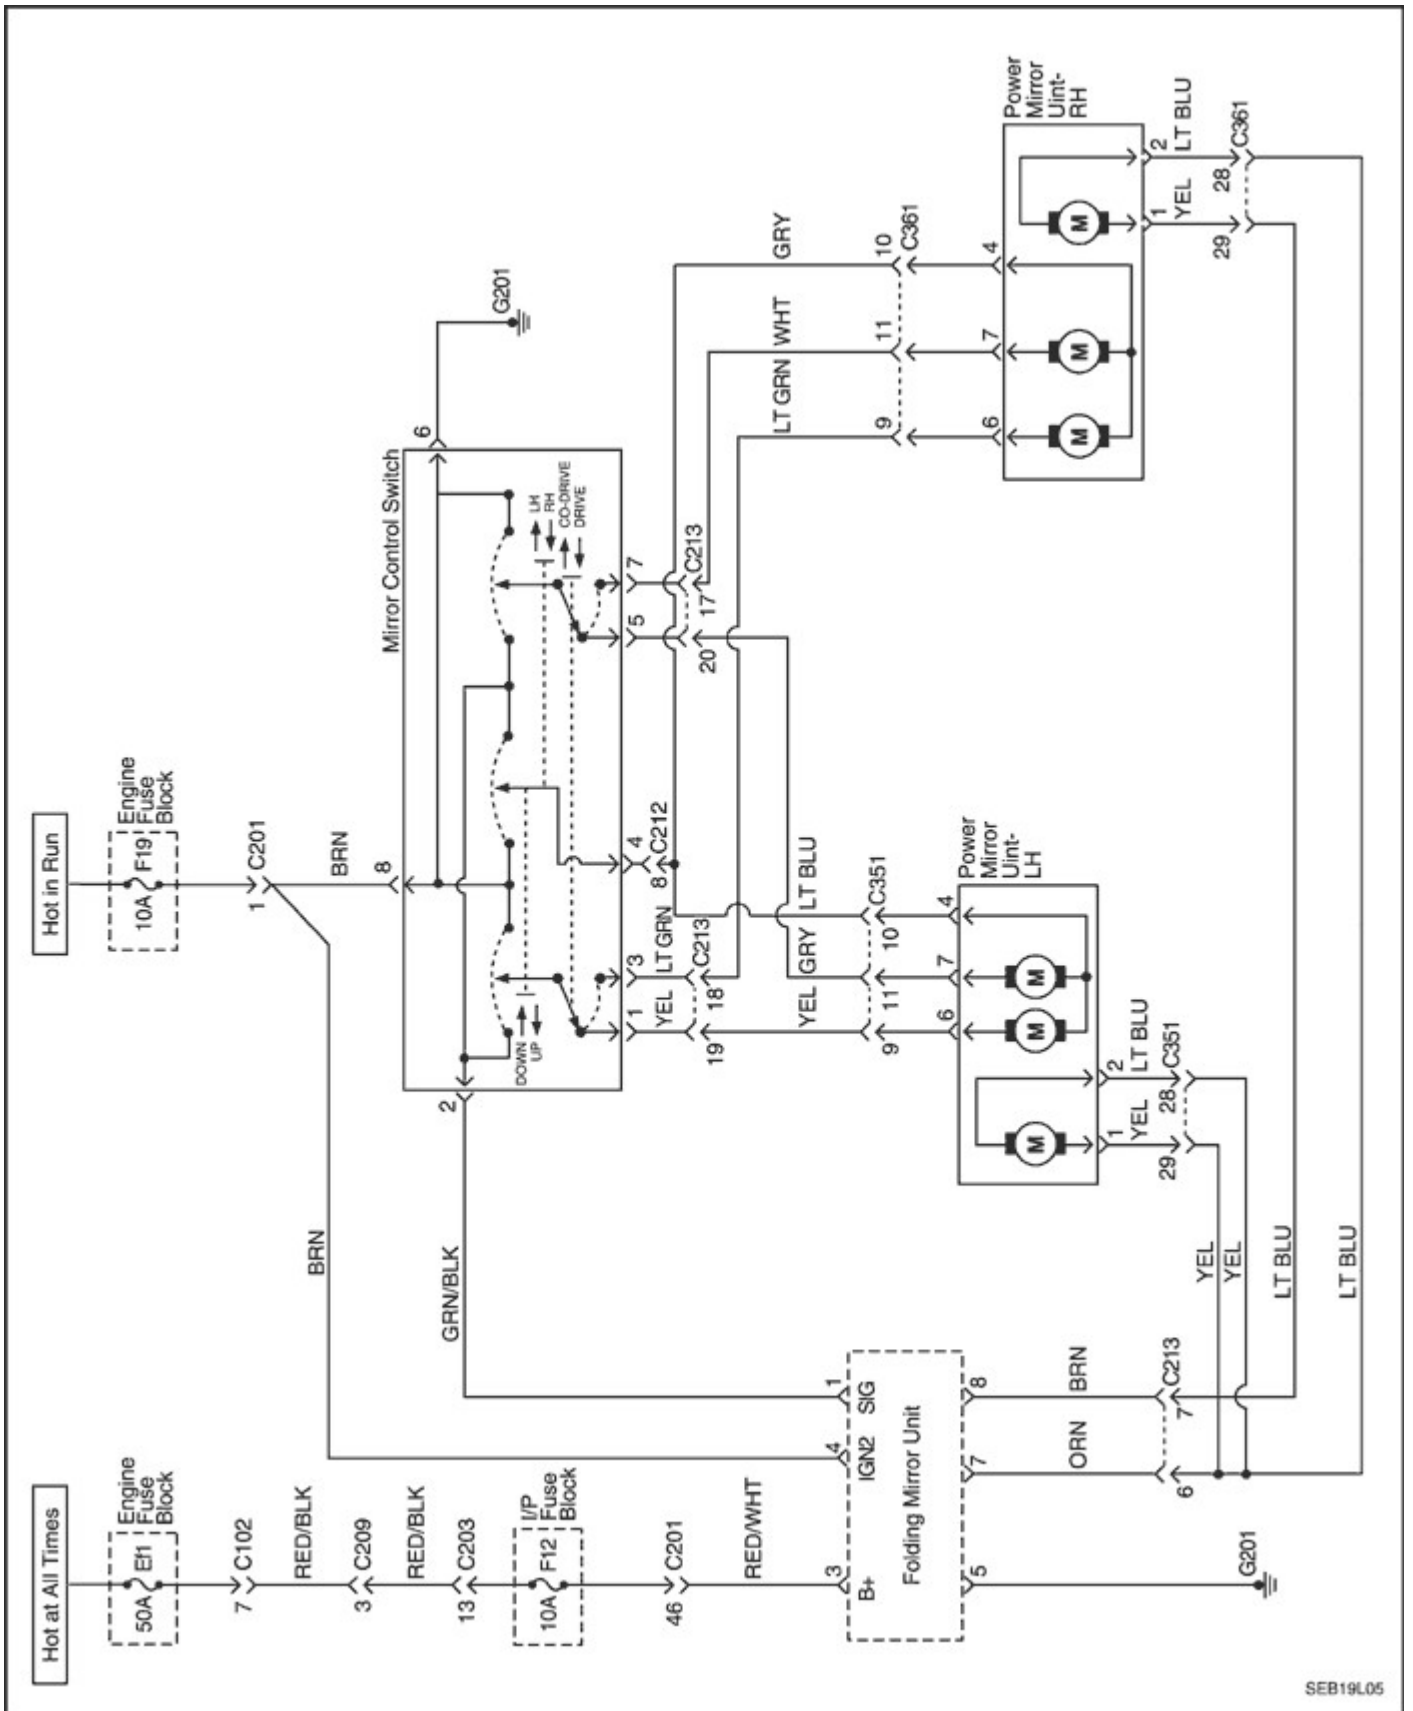 Hot at All Times
Engine
Fuse
Block
50A
Ef1
7
C102
RED/BLK
3
C209
RED/BLK
13
C203
I/P
Fuse
Block
10A
F12
46
C201
RED/WHT
3
B+
4
IGN2
1
SIG
Folding Mirror Unit
5
7
8
G201
ORN
BRN
6
7
C213
Hot in Run
Engine
Fuse
Block
10A
F19
1
C201
BRN
BRN
GRN/BLK
8
2
6
G201
Mirror Control Switch
DOWN
UP
LH
RH
CO-DRIVE
DRIVE
1
3
4
5
7
YEL
LT GRN
19
18
C213
8
C212
20
17
C213
YEL
GRY
LT BLU
9
11
10
C351
6
7
4
Power
Mirror
Uint-
LH
1
2
YEL
LT BLU
29
28
C351
YEL
YEL
LT BLU
LT BLU
LT GRN
WHT
GRY
9
11
10
C361
6
7
4
Power
Mirror
Uint-
RH
1
2
YEL
LT BLU
29
28
C361
M
M
M
M
M
M
SEB19L05